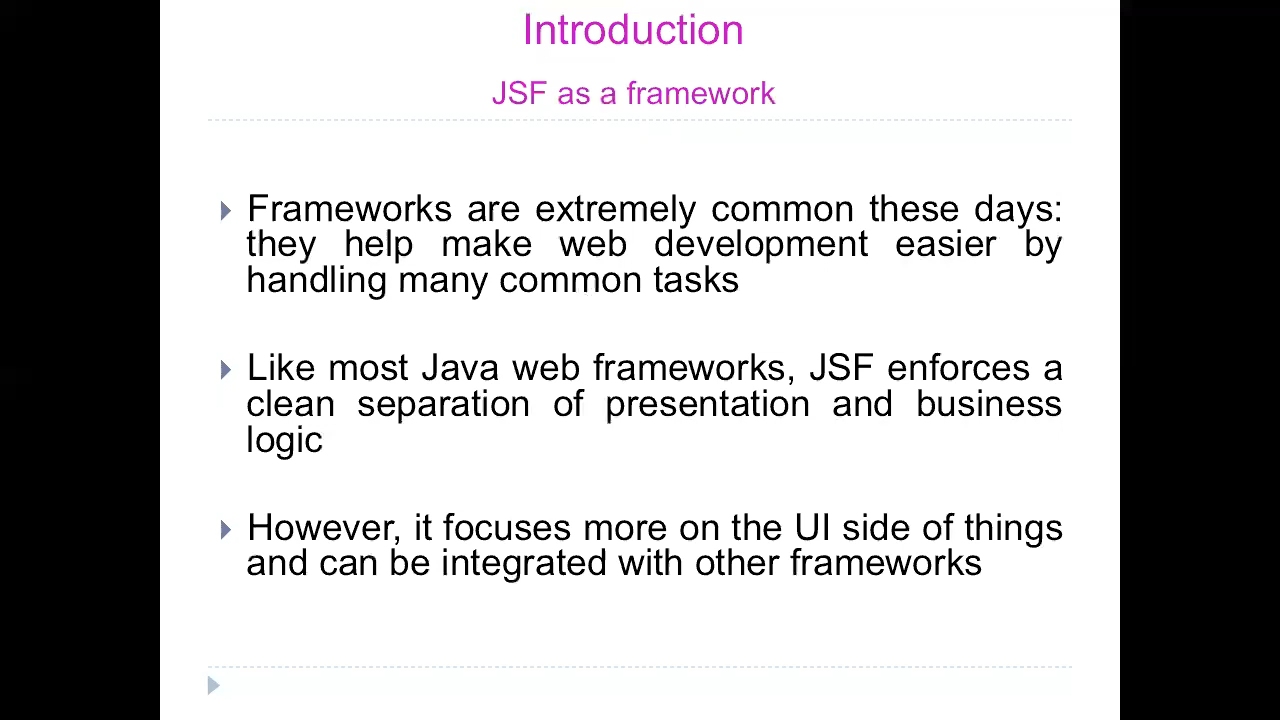 Introduction
JSF as a framework
Frameworks are extremely common these days:
they help make web development easier by
handling many common tasks
Like most Java web frameworks, JSF enforces a
clean separation of presentation and business
logic
However, it focuses more on the UI side of things
and can be integrated with other frameworks